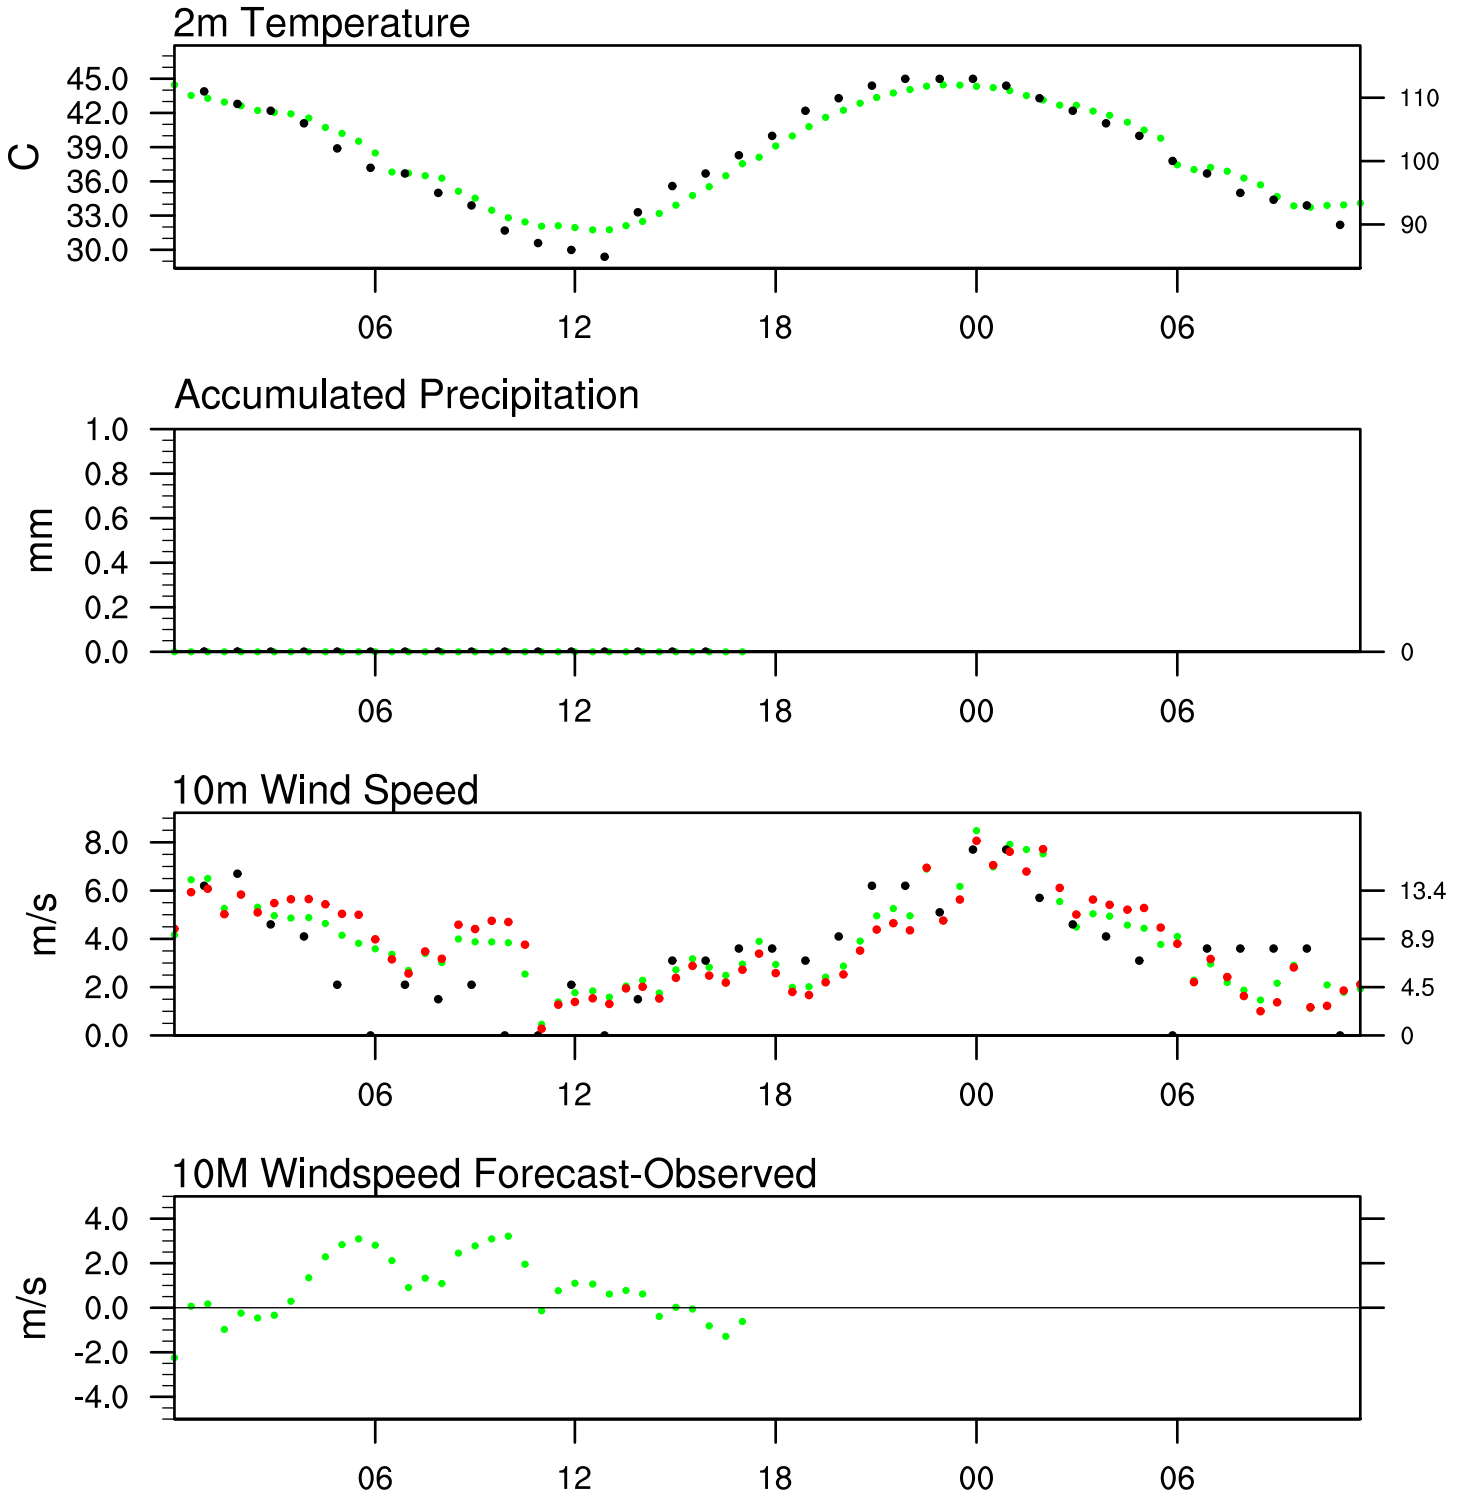 2m Temperature
45.0
42.0
110
C
39.0
100
36.0
33.0
90
30.0
06 12 18 00 06
Accumulated Precipitation
1.0
0.8
mm
0.6
0.4
0.2
0.0
0
06 12 18 00 06
10m Wind Speed
8.0
m/s
6.0
13.4
4.0
8.9
2.0
4.5
0.0
0
06 12 18 00 06
10M Windspeed Forecast-Observed
4.0
2.0
m/s
0.0
-2.0
-4.0
06 12 18 00 06